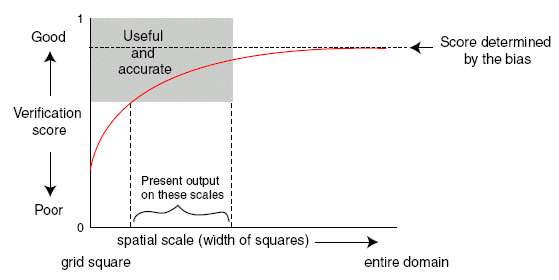 1
Good
Useful
and
accurate
Score determined
by the bias
Verification
score
Present output
on these scales
Poor
0
spatial scale (width of squares)
grid square
entire domain